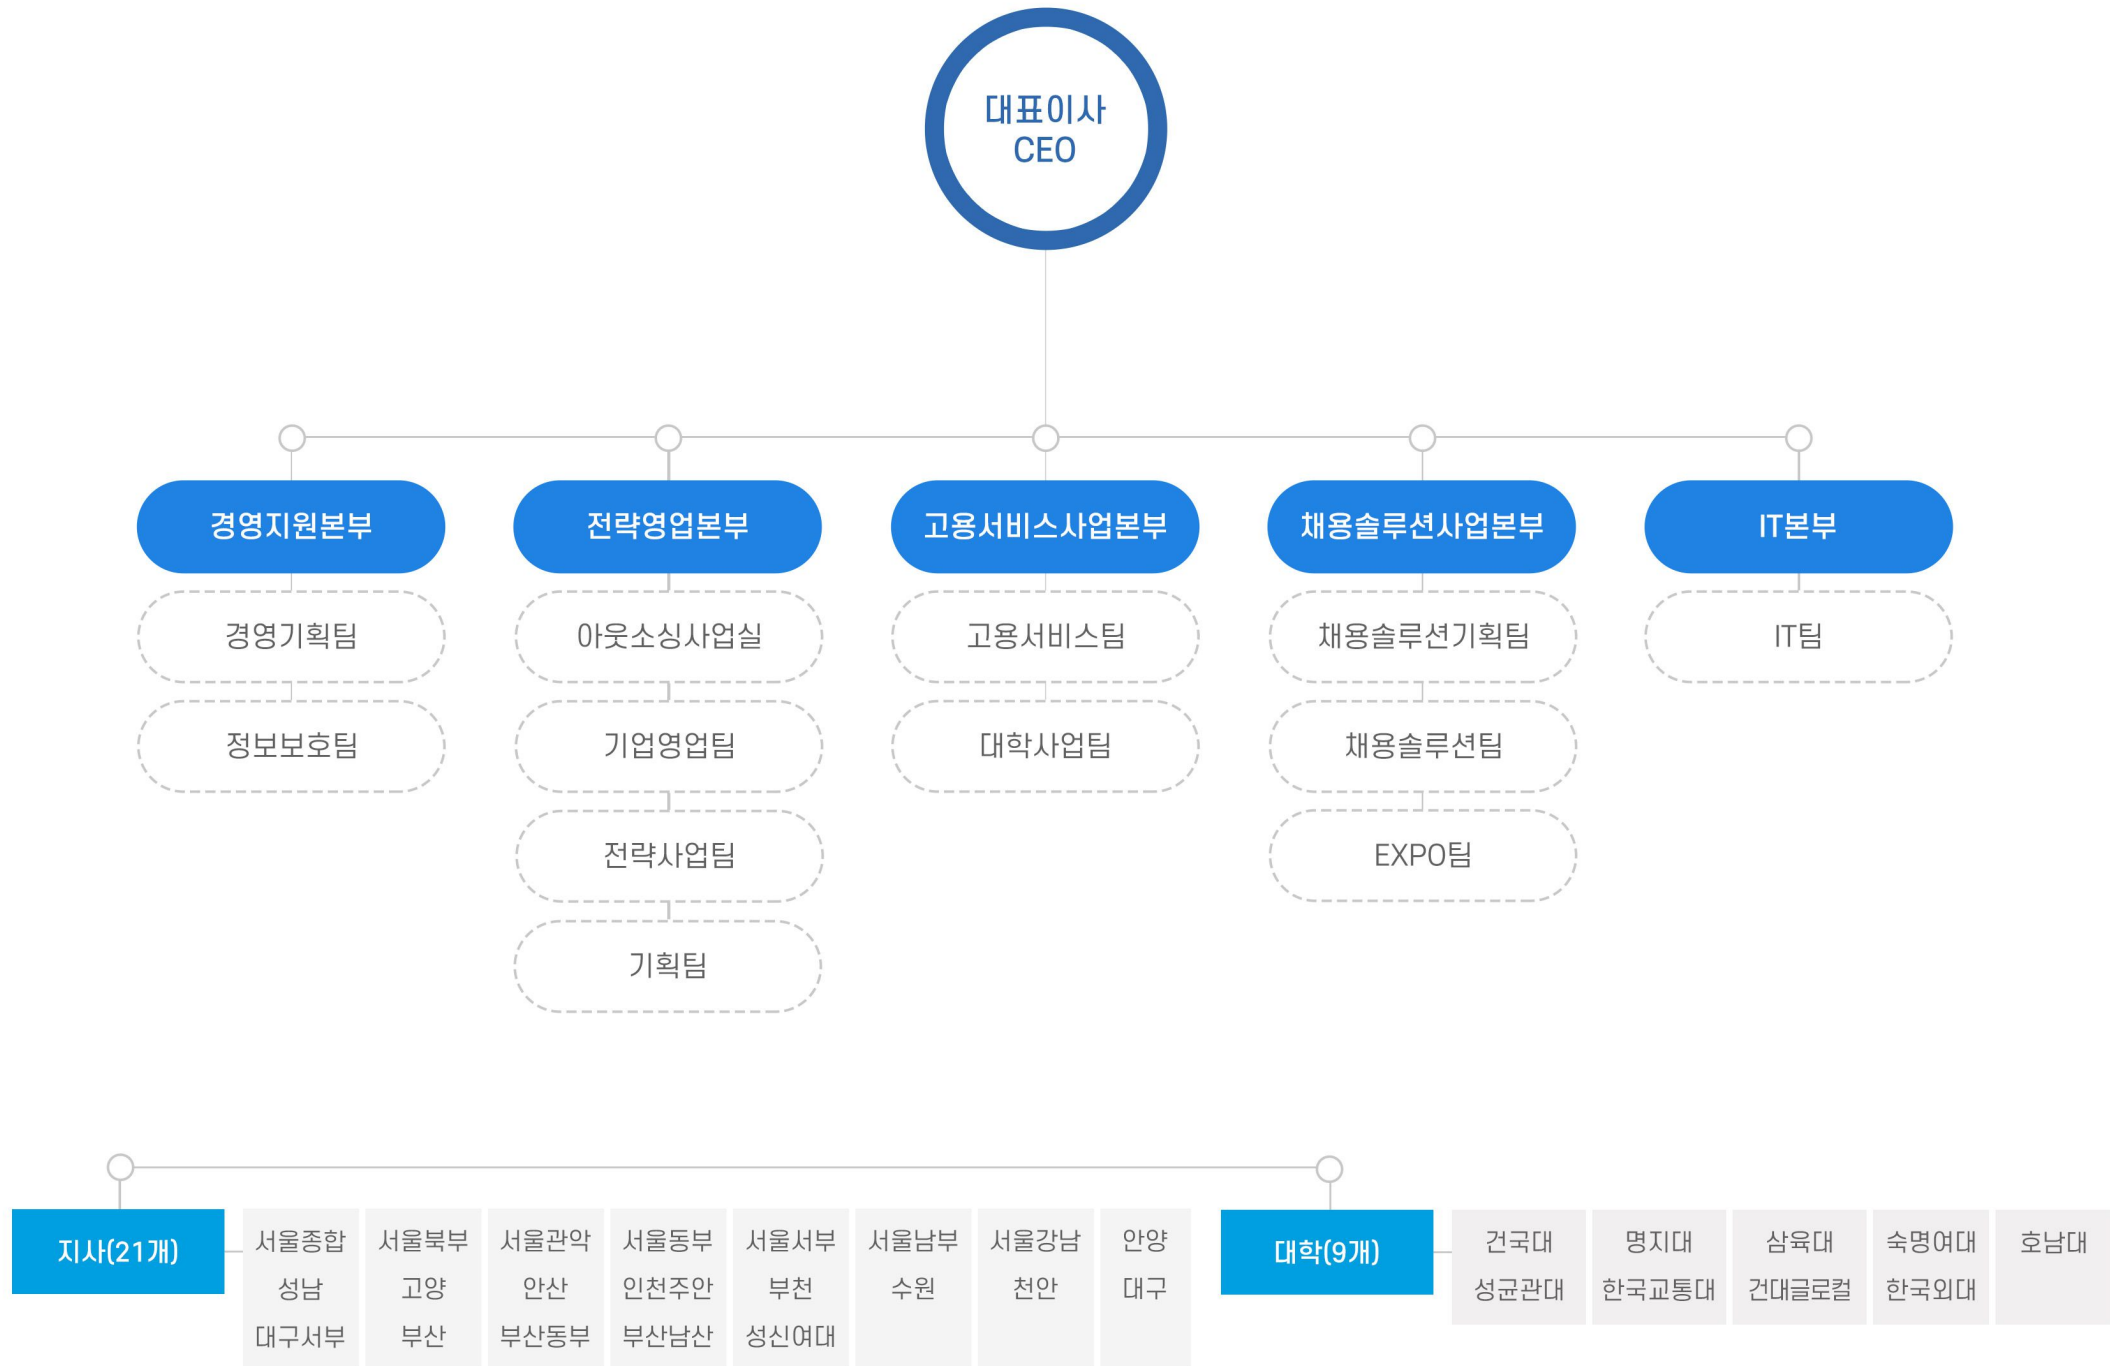 대표이사
CEO
경영지원본부
전략영업본부
고용서비스사업본부
채용솔루션사업본부
IT본부
경영기획팀
아웃소싱사업실
고용서비스팀
채용솔루션기획팀
IT팀
정보보호팀
기업영업팀
대학사업팀
채용솔루션팀
전략사업팀
EXPO팀
기획팀
지사(21개)
서울종합
성남
대구서부
서울북부
고양
부산
서울관악
안산
부산동부
서울동부
인천주안
부산남산
서울서부
부천
성신여대
서울남부
수원
서울강남
천안
안양
대구
대학(9개)
건국대
성균관대
명지대
한국교통대
삼육대
건대글로컬
숙명여대
한국외대
호남대